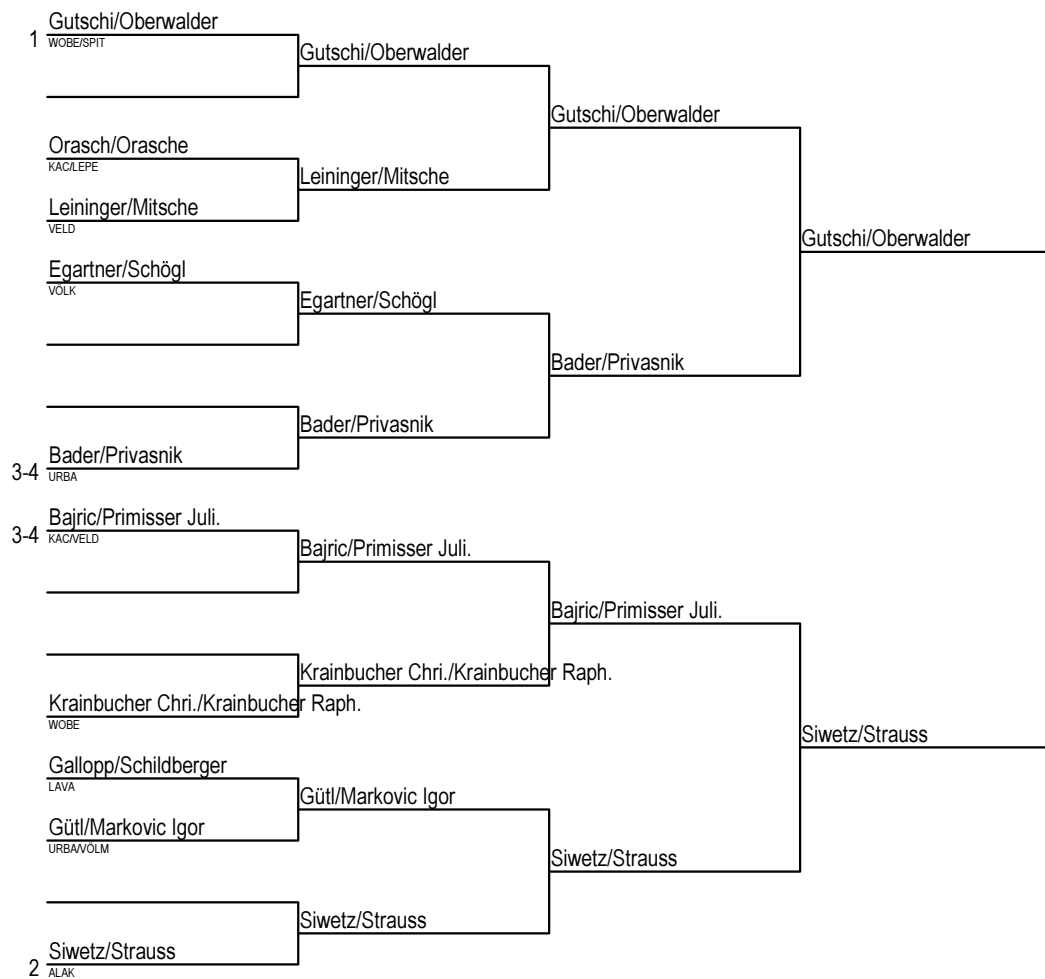 Gutschi/Oberwalder
1
WOBE/SPIT
Gutschi/Oberwalder
Gutschi/Oberwalder
Orasch/Orasche
KAC/LEPE
Leininger/Mitsche
Leininger/Mitsche
VELD
Gutschi/Oberwalder
Egartner/Schögl
VÖLK
Egartner/Schögl
Bader/Privasnik
Bader/Privasnik
Bader/Privasnik
3-4
URBA
Bajric/Primisser Juli.
3-4
KAC/VELD
Bajric/Primisser Juli.
Bajric/Primisser Juli.
Krainbucher Chri./Krainbucher Raph.
Krainbucher Chri./Krainbucher Raph.
WOBE
Siwetz/Strauss
Gallopp/Schildberger
LAVA
Gütl/Markovic Igor
Gütl/Markovic Igor
URBA/VÖLM
Siwetz/Strauss
Siwetz/Strauss
Siwetz/Strauss
2
ALAK